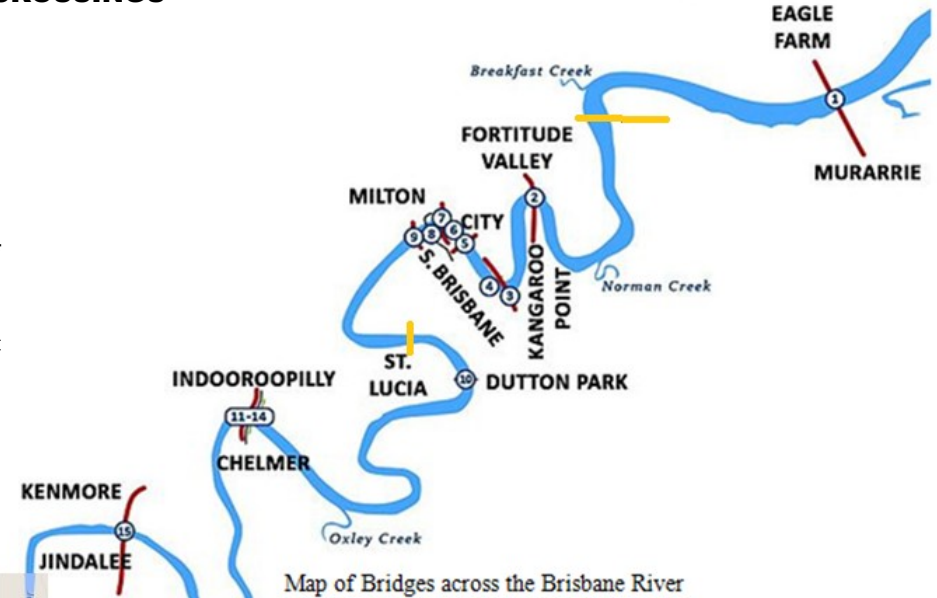 EAGLE
FARM
Breakfast Creek
1
FORTITUDE
VALLEY
MURARRIE
MILTON
2
7
CITY
6
9
8
5
S. BRISBANE
KANGAROO
POINT
Norman Creek
4
3
ST.
LUCIA
INDOOROOPILLY
10
DUTTON PARK
11-14
CHELMER
KENMORE
15
Oxley Creek
JINDALEE
Map of Bridges across the Brisbane River